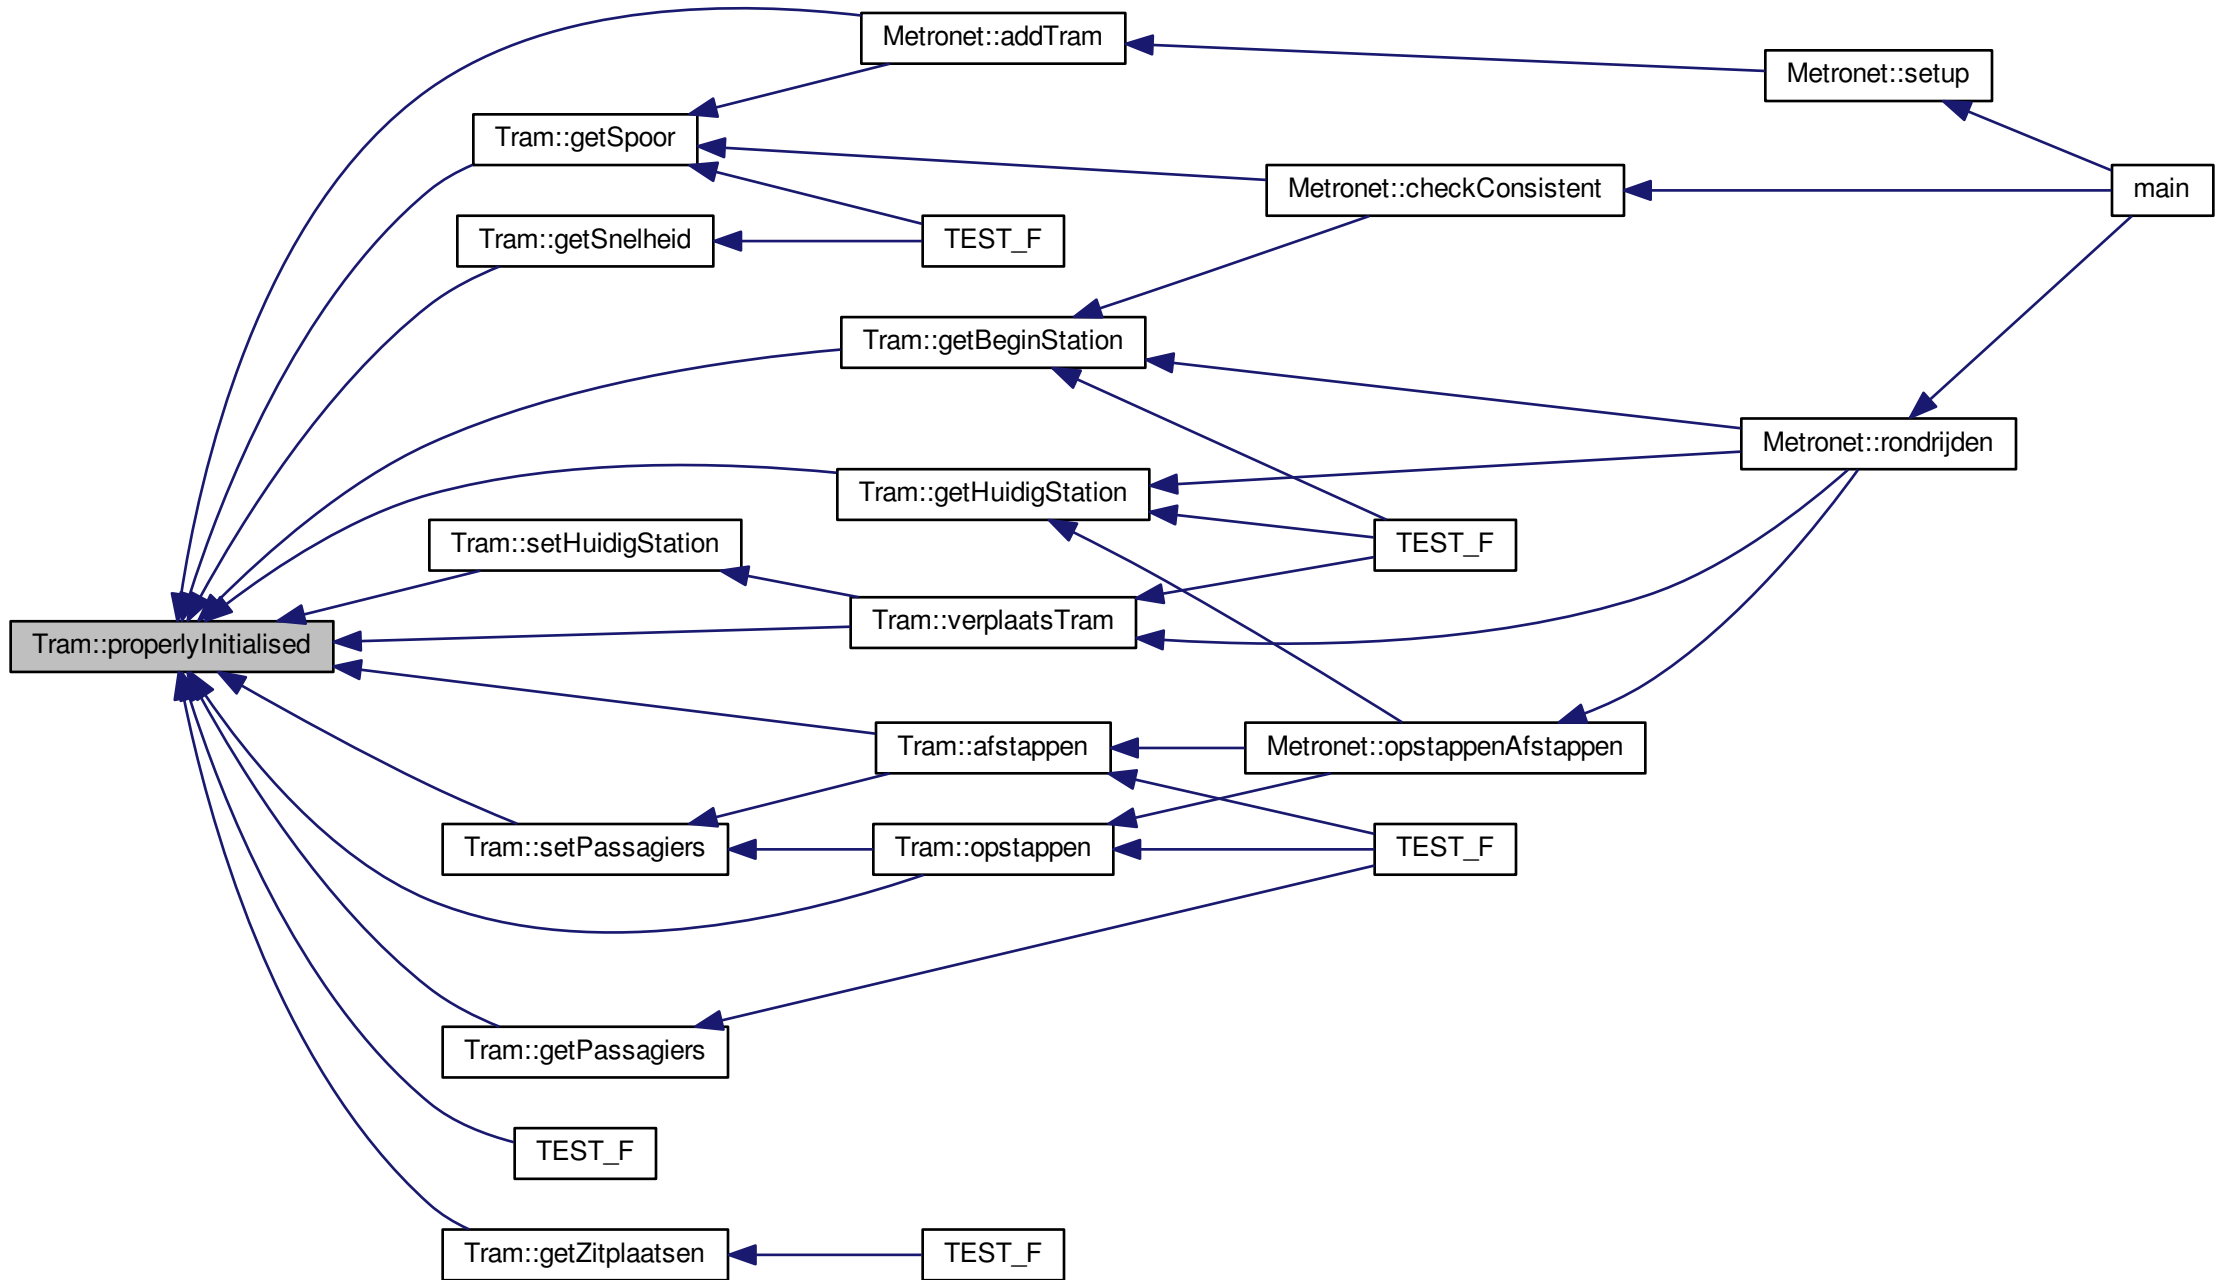 Metronet::addTram
Metronet::setup
Tram::getSpoor
Metronet::checkConsistent
main
Tram::getSnelheid
TEST_F
Tram::getBeginStation
Metronet::rondrijden
Tram::getHuidigStation
Tram::setHuidigStation
TEST_F
Tram::verplaatsTram
Tram::properlyInitialised
Tram::afstappen
Metronet::opstappenAfstappen
Tram::setPassagiers
Tram::opstappen
TEST_F
Tram::getPassagiers
TEST_F
Tram::getZitplaatsen
TEST_F